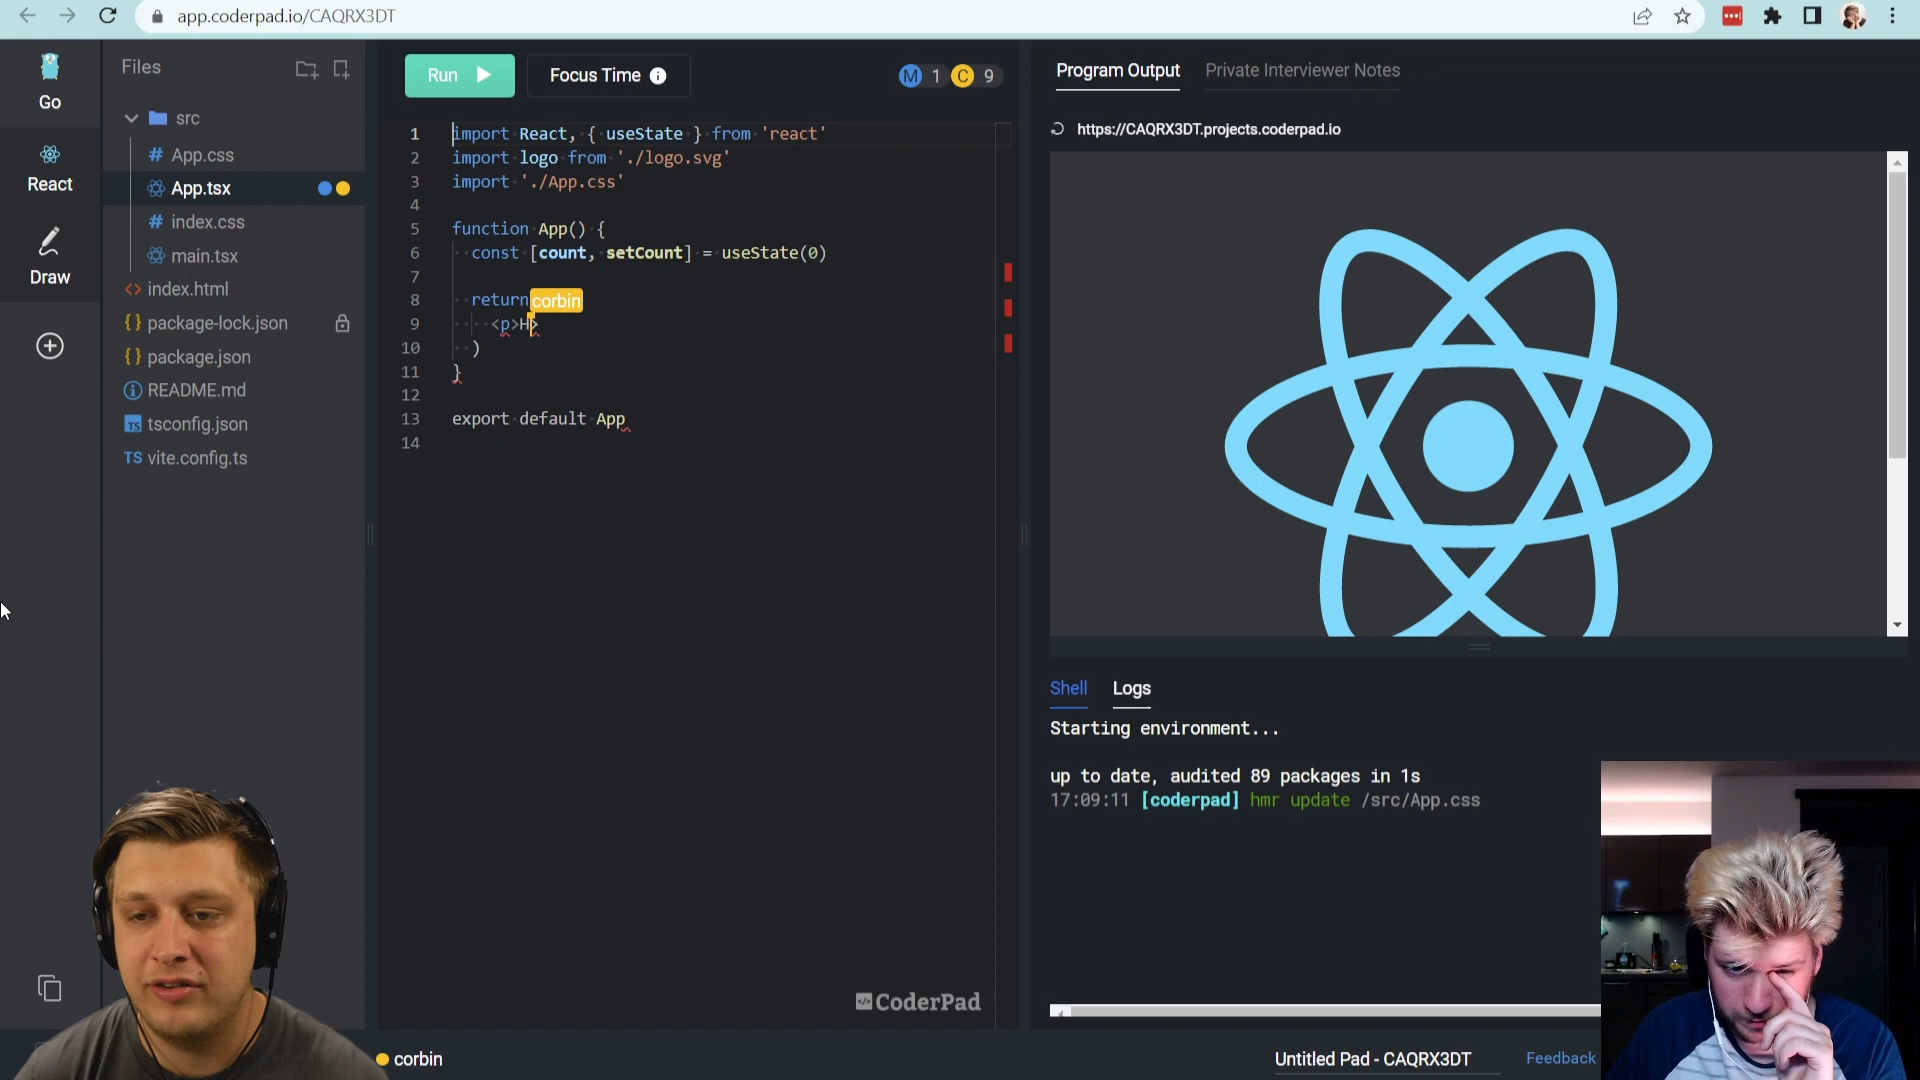 app.coderpad.io/CAQRX3DT
Go
React
Draw
Files
src
App.css
App.tsx
index.css
main.tsx
index.html
package-lock.json
package.json
README.md
tsconfig.json
TS vite.config.ts
Run
Focus Time
M 1 C 9
1 import React, { useState } from 'react'
2 import logo from './logo.svg'
3 import './App.css'
4
5 function App() {
6 const [count, setCount] = useState(0)
7
8 return corbin
9 <p>H>
10 )
11 }
12
13 export default App
14
CoderPad
corbin
Program Output
Private Interviewer Notes
https://CAQRX3DT.projects.coderpad.io
Shell
Logs
Starting environment...
up to date, audited 89 packages in 1s
17:09:11 [coderpad] hmr update /src/App.css
Untitled Pad - CAQRX3DT
Feedback